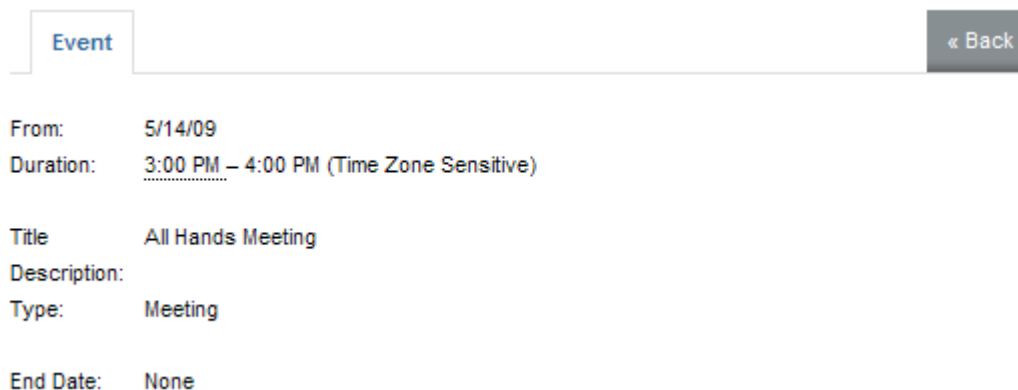 Event
« Back
From: 5/14/09
Duration: 3:00 PM – 4:00 PM (Time Zone Sensitive)
Title All Hands Meeting
Description:
Type: Meeting
End Date: None